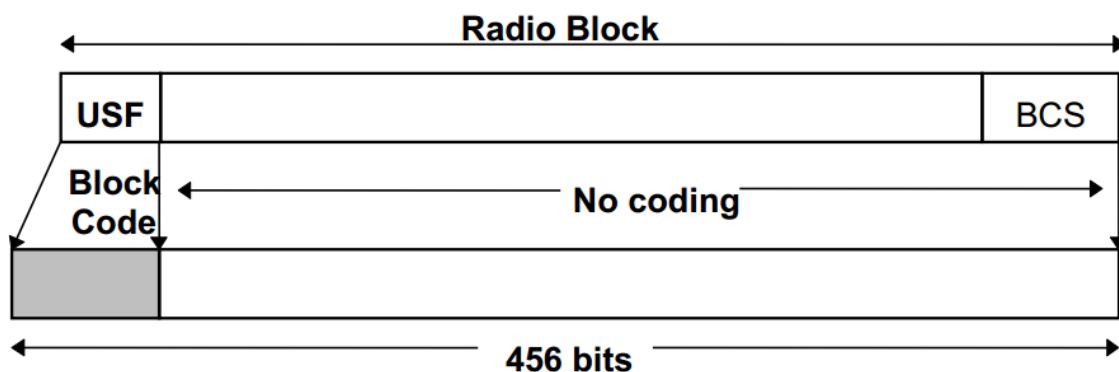 Radio Block
USF
BCS
Block
Code
No coding
456 bits